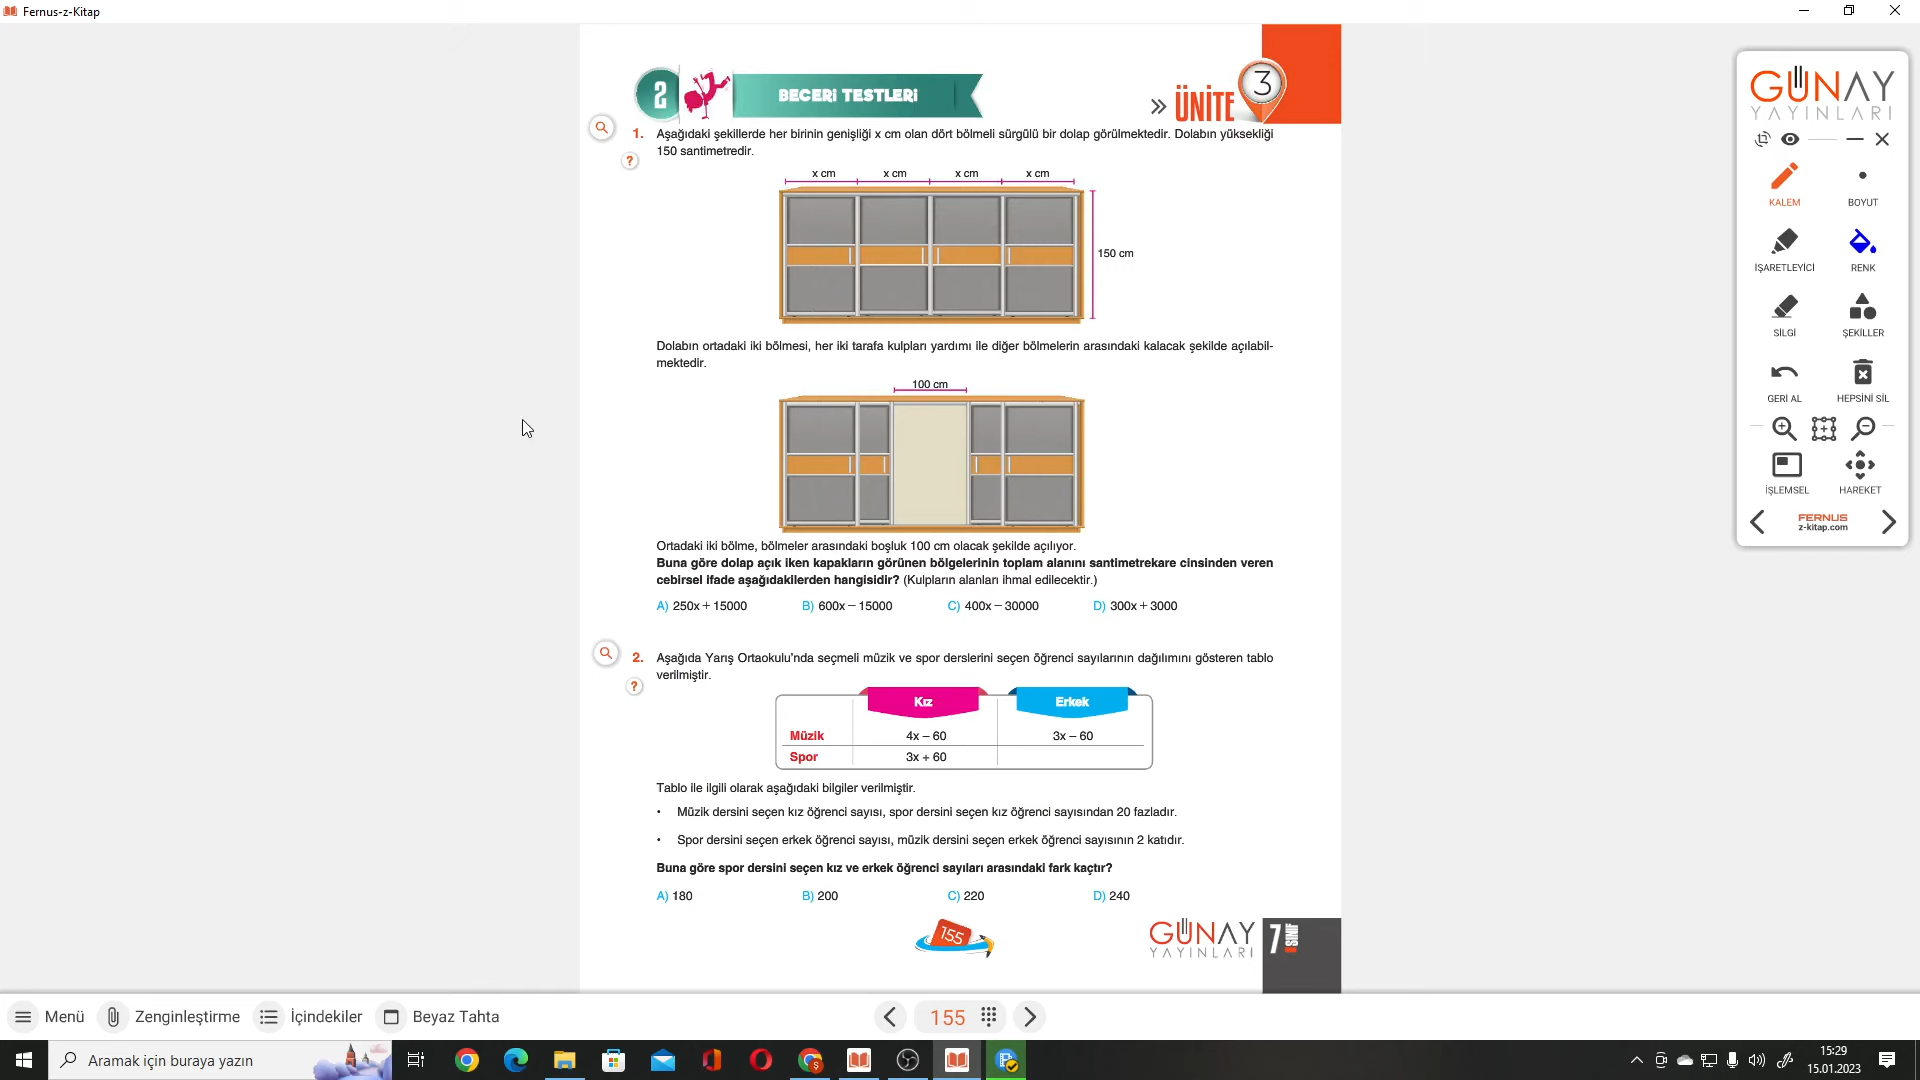 Fernus-z-Kitap
2
BECERİ TESTLERİ
ÜNİTE
3
1. Aşağıdaki şekillerde her birinin genişliği x cm olan dört bölmeli sürgülü bir dolap görülmektedir. Dolabın yüksekliği
150 santimetredir.
?
x cm x cm x cm x cm
150 cm
Dolabın ortadaki iki bölmesi, her iki tarafa kulpları yardımı ile diğer bölmelerin arasındaki kalacak şekilde açılabil-
mektedir.
100 cm
Ortadaki iki bölme, bölmeler arasındaki boşluk 100 cm olacak şekilde açılıyor.
Buna göre dolap açık iken kapakların görünen bölgelerinin toplam alanını santimetrekare cinsinden veren
cebirsel ifade aşağıdakilerden hangisidir? (Kulpların alanları ihmal edilecektir.)
A) 250x + 15000 B) 600x – 15000 C) 400x – 30000 D) 300x + 3000
2. Aşağıda Yarış Ortaokulu'nda seçmeli müzik ve spor derslerini seçen öğrenci sayılarının dağılımını gösteren tablo
verilmiştir.
?
Kız Erkek
Müzik 4x – 60 3x – 60
Spor 3x + 60
Tablo ile ilgili olarak aşağıdaki bilgiler verilmiştir.
• Müzik dersini seçen kız öğrenci sayısı, spor dersini seçen kız öğrenci sayısından 20 fazladır.
• Spor dersini seçen erkek öğrenci sayısı, müzik dersini seçen erkek öğrenci sayısının 2 katıdır.
Buna göre spor dersini seçen kız ve erkek öğrenci sayıları arasındaki fark kaçtır?
A) 180 B) 200 C) 220 D) 240
155
GÜNAY
YAYINLARI
7. SINIF
GÜNAY
YAYINLARI
KALEM BOYUT
İŞARETLEYİCİ RENK
SİLGİ ŞEKİLLER
GERİ AL HEPSİNİ SİL
İŞLEMSEL HAREKET
FERNUS
z-kitap.com
Menü Zenginleştirme İçindekiler Beyaz Tahta
155
Aramak için buraya yazın
15:29
15.01.2023